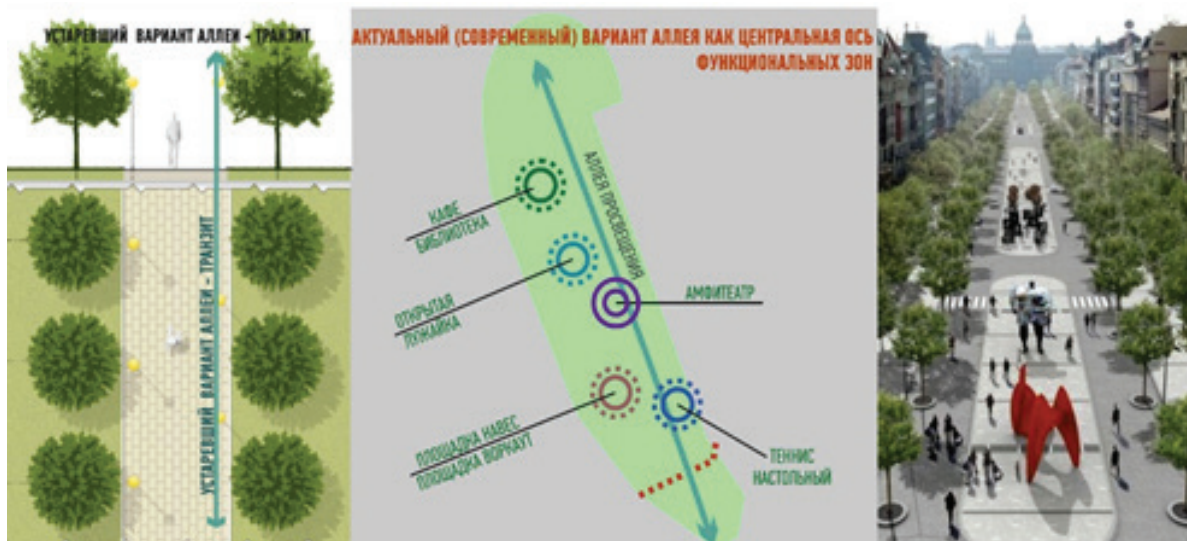 УСТАРЕВШИЙ ВАРИАНТ АЛЛЕИ - ТРАНЗИТ
УСТАРЕВШИЙ ВАРИАНТ АЛЛЕИ - ТРАНЗИТ
АКТУАЛЬНЫЙ (СОВРЕМЕННЫЙ) ВАРИАНТ АЛЛЕЯ КАК ЦЕНТРАЛЬНАЯ ОСЬ
ФУНКЦИОНАЛЬНЫХ ЗОН
АЛЛЕЯ ПРОСВЕЩЕНИЯ
КАФЕ
БИБЛИОТЕКА
ОТКРЫТАЯ
ЛУЖАЙКА
АМФИТЕАТР
ПЛОЩАДКА НАВЕС
ПЛОЩАДКА ВОРКАУТ
ТЕННИС
НАСТОЛЬНЫЙ